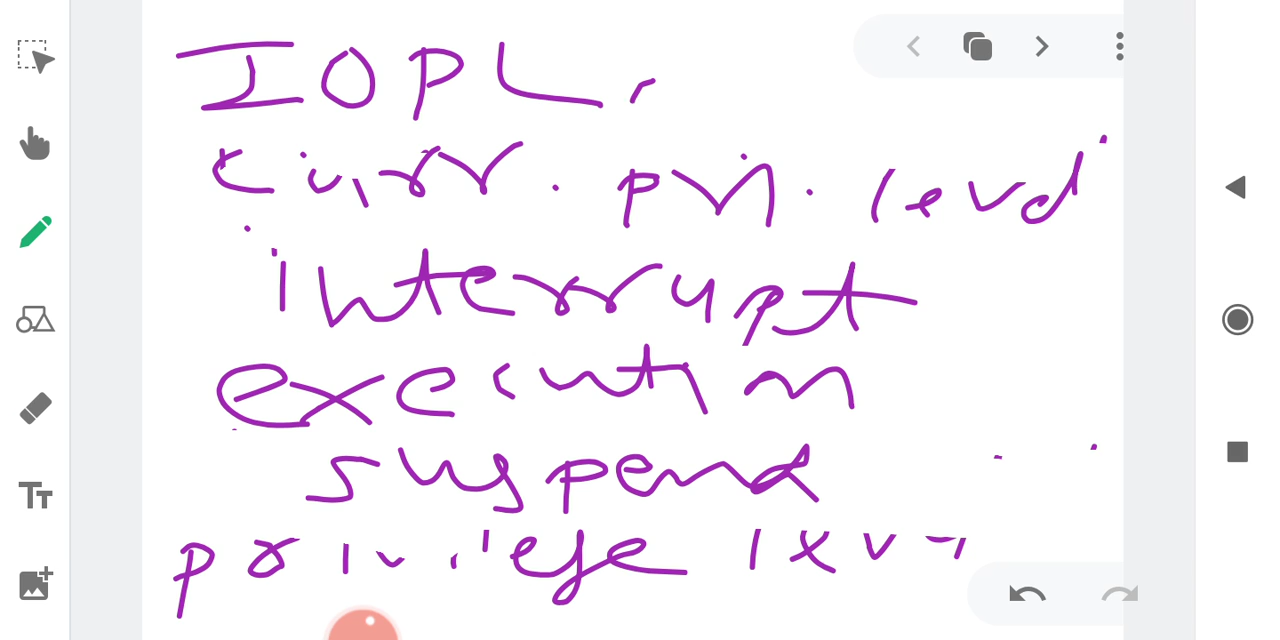 IOPL,
Curr. pri. level
interrupt
execution
suspend
privilege level